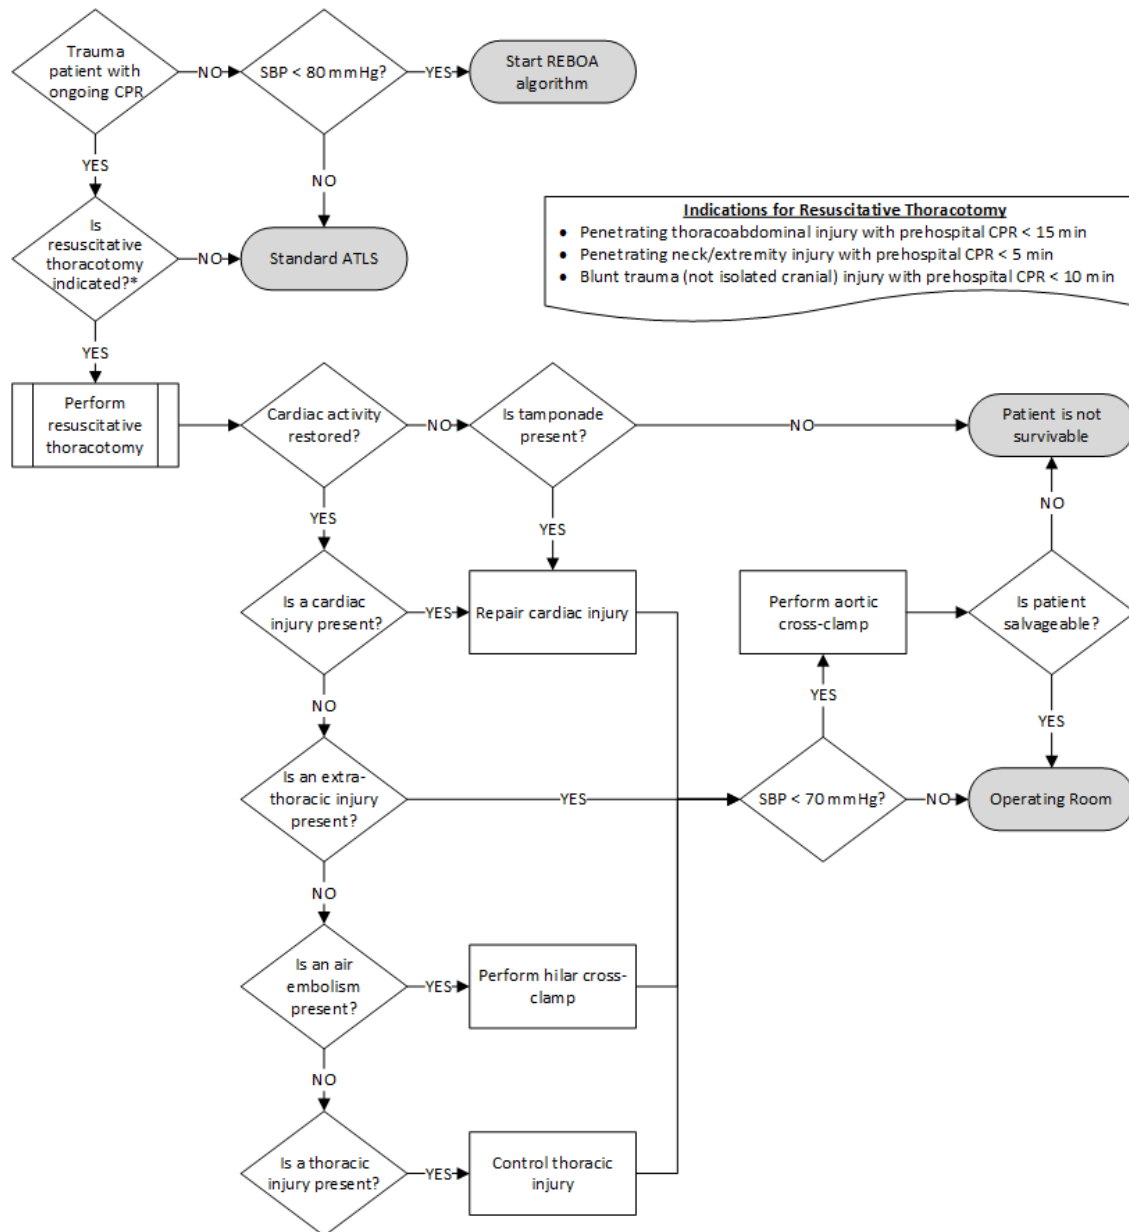 Trauma
patient with
ongoing CPR
NO
SBP < 80 mmHg?
YES
Start REBOA
algorithm
YES
NO
Is
resuscitative
thoracotomy
indicated?*
NO
Standard ATLS
Indications for Resuscitative Thoracotomy
• Penetrating thoracoabdominal injury with prehospital CPR < 15 min
• Penetrating neck/extremity injury with prehospital CPR < 5 min
• Blunt trauma (not isolated cranial) injury with prehospital CPR < 10 min
YES
Perform
resuscitative
thoracotomy
Cardiac activity
restored?
NO
Is tamponade
present?
NO
Patient is not
survivable
YES
YES
NO
Is a cardiac
injury present?
YES
Repair cardiac injury
Perform aortic
cross-clamp
Is patient
salvageable?
NO
YES
YES
Is an extra-
thoracic injury
present?
YES
SBP < 70 mmHg?
NO
Operating Room
NO
Is an air
embolism
present?
YES
Perform hilar cross-
clamp
NO
Is a thoracic
injury present?
YES
Control thoracic
injury